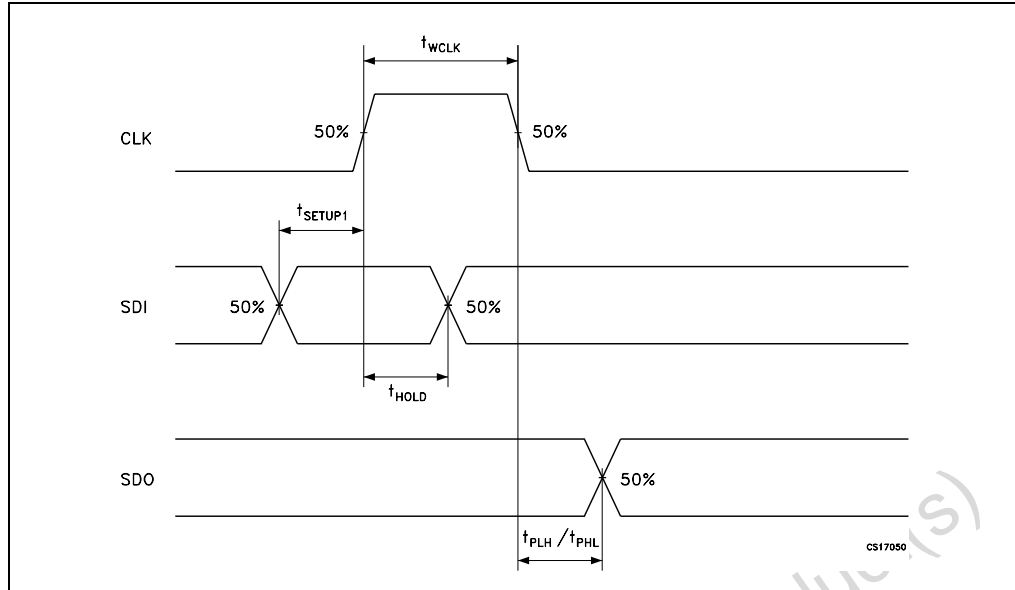 tWCLK
50% 50%
CLK
tSETUP1
SDI 50% 50%
tHOLD
SDO 50%
tPLH /tPHL
CS17050